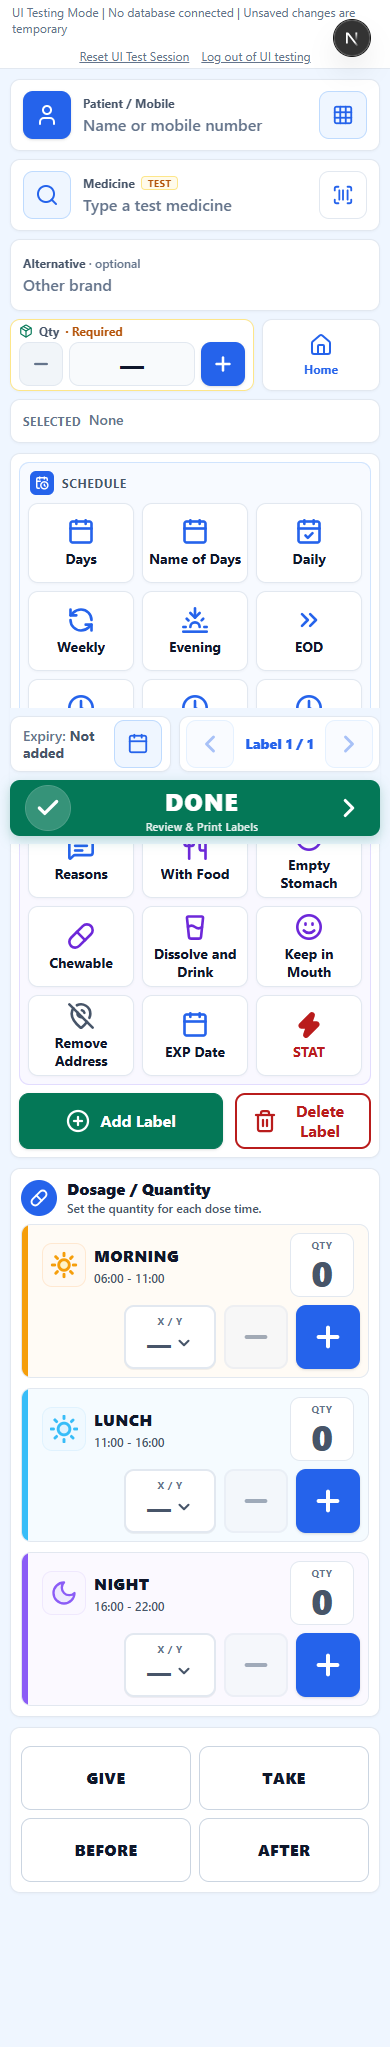 UI Testing Mode | No database connected | Unsaved changes are
temporary
N
Reset UI Test Session Log out of UI testing
Patient / Mobile
Name or mobile number
Medicine TEST
Type a test medicine
Alternative · optional
Other brand
Qty · Required
—
Home
SELECTED None
SCHEDULE
Days Name of Days Daily
Weekly Evening EOD
Expiry: Not
added
Label 1 / 1
DONE
Review & Print Labels
Reasons With Food Empty
Stomach
Chewable Dissolve and
Drink Keep in
Mouth
Remove
Address EXP Date STAT
Add Label Delete
Label
Dosage / Quantity
Set the quantity for each dose time.
MORNING
06:00 - 11:00
QTY
0
X / Y
—
LUNCH
11:00 - 16:00
QTY
0
X / Y
—
NIGHT
16:00 - 22:00
QTY
0
X / Y
—
GIVE TAKE
BEFORE AFTER